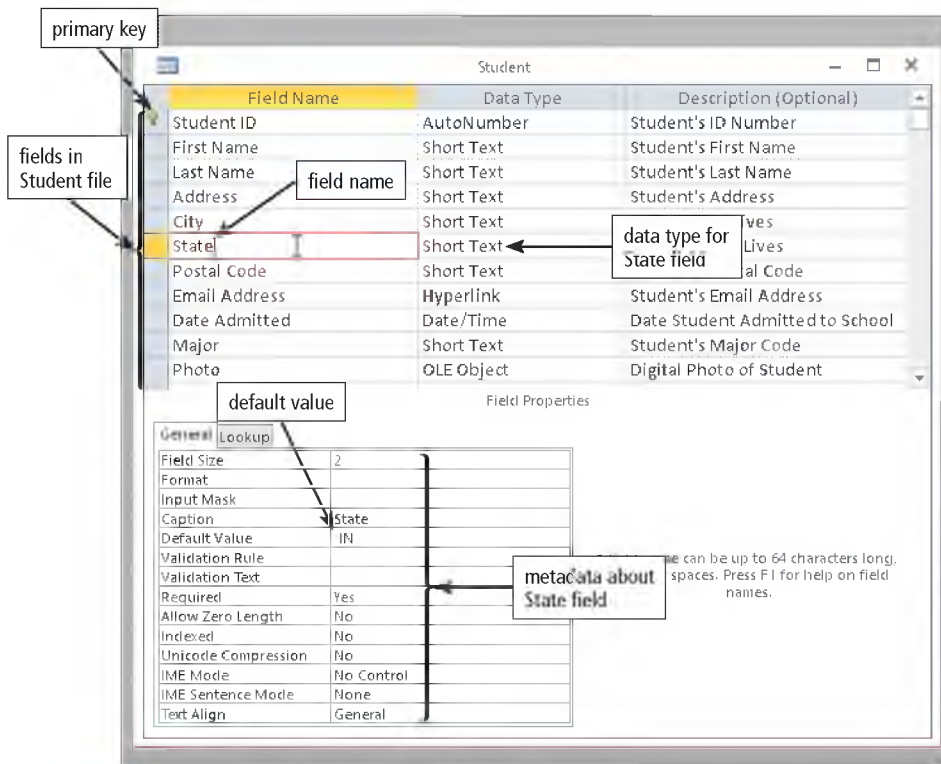 primary key
Student
Field Name Data Type Description (Optional)
Student ID AutoNumber Student's ID Number
First Name Short Text Student's First Name
fields in
Student file
Last Name Short Text Student's Last Name
field name
Address Short Text Student's Address
City Short Text ves
State Short Text Lives
data type for
State field
Postal Code Short Text al Code
Email Address Hyperlink Student's Email Address
Date Admitted Date/Time Date Student Admitted to School
Major Short Text Student's Major Code
Photo OLE Object Digital Photo of Student
default value
Field Properties
General Lookup
Field Size 2
Format
Input Mask
Caption State
Default Value IN
Validation Rule
Validation Text
Required Yes
Allow Zero Length No
Indexed No
Unicode Compression No
IME Mode No Control
IME Sentence Mode None
Text Align General
metadata about
State field
can be up to 64 characters long,
spaces. Press F1 for help on field
names.